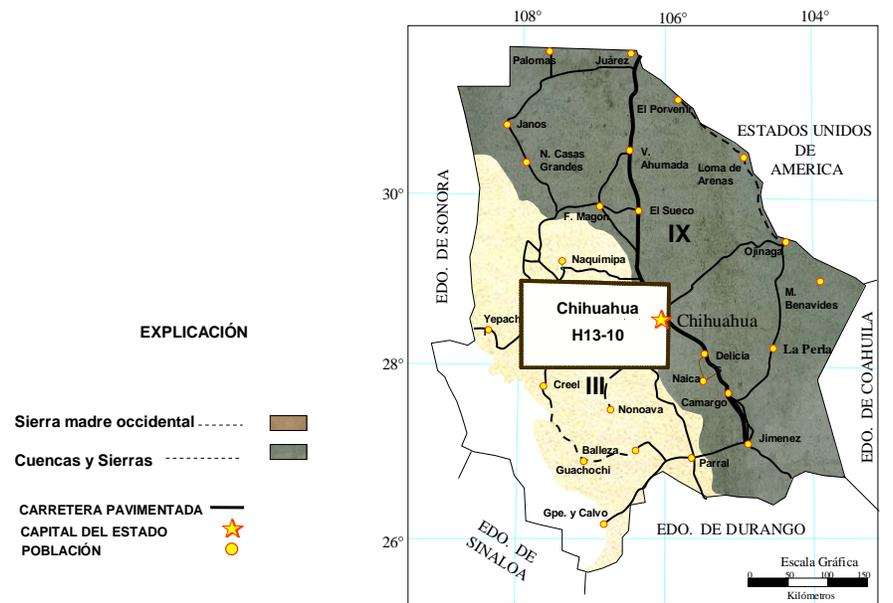 108°
106°
104°
Palomas
Juárez
El Porvenir
Janos
ESTADOS UNIDOS
DE
AMERICA
N. Casas
Grandes
V.
Ahumada
Loma de
Arenas
30°
EDO. DE SONORA
F. Magon
El Sueco
IX
Ojinaga
Naquimipa
M.
Benavides
Chihuahua
H13-10
Chihuahua
Yepach
EXPLICACIÓN
28°
Delicia
s
La Perla
EDO. DE COAHUILA
Creel
III
Naica
Camargo
Nonoava
Sierra madre occidental
Cuencas y Sierras
Jimenez
Balleza
Guachochi
Parral
CARRETERA PAVIMENTADA
CAPITAL DEL ESTADO
POBLACIÓN
Gpe. y Calvo
26°
EDO. DE
SINALOA
EDO. DE DURANGO
Escala Gráfica
0 50 100 150
Kilómetros